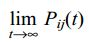 lim P_ij(t)
t→∞